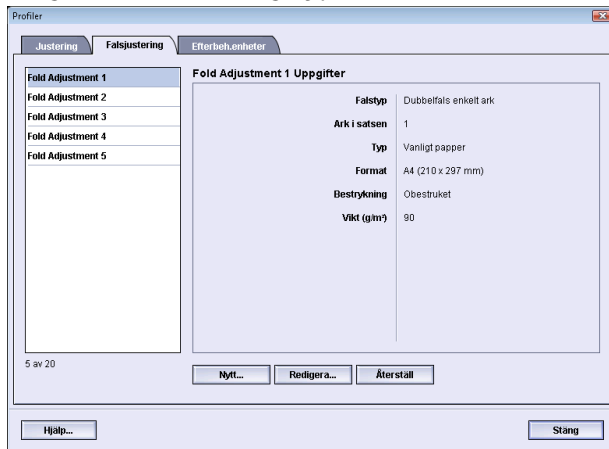 Profiler
Justering
Falsjustering
Efterbeh.enheter
Fold Adjustment 1
Fold Adjustment 2
Fold Adjustment 3
Fold Adjustment 4
Fold Adjustment 5
5 av 20
Fold Adjustment 1 Uppgifter
Falstyp Dubbelfals enkelt ark
Ark i satsen 1
Typ Vanligt papper
Format A4 (210 x 297 mm)
Bestrykning Obestruket
Vikt (g/m²) 90
Nytt... Redigera... Återställ
Hjälp... Stäng